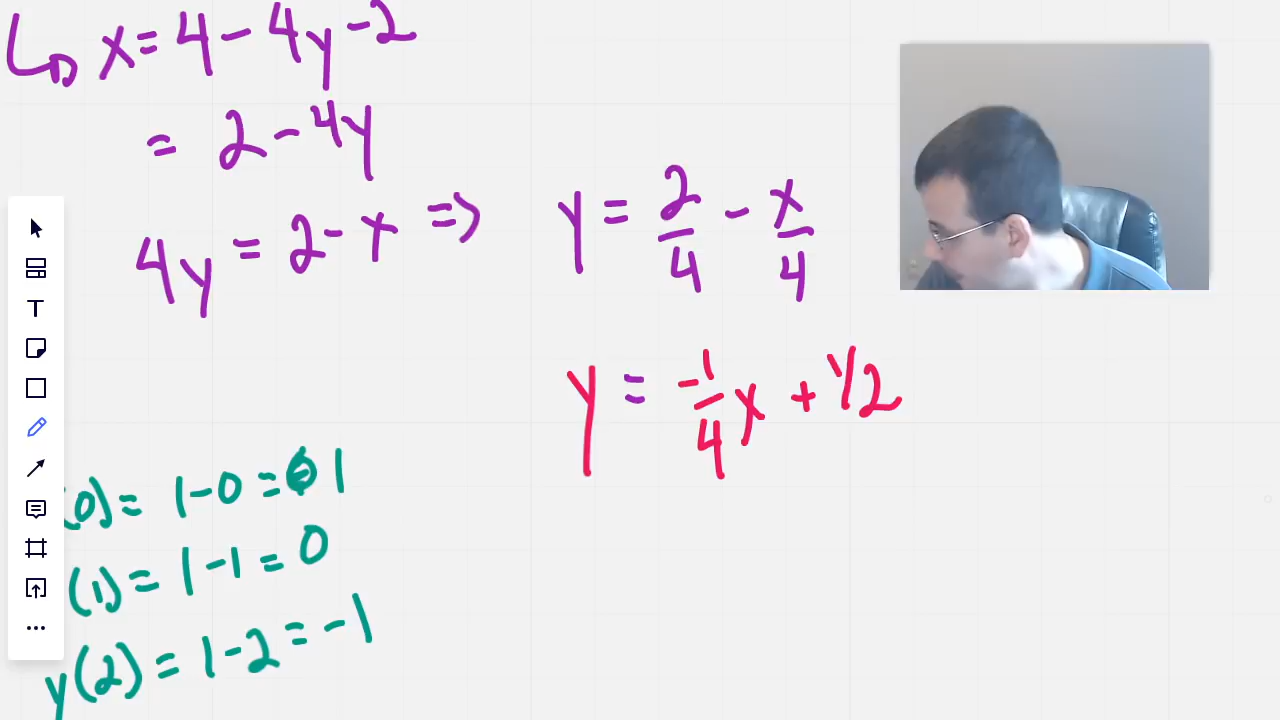 x = 4 - 4y - 2
= 2 - 4y
4y = 2 - x => y = 2/4 - x/4
y = -1/4 x + 1/2
(0) = 1 - 0 = 1
(1) = 1 - 1 = 0
y(2) = 1 - 2 = -1
T